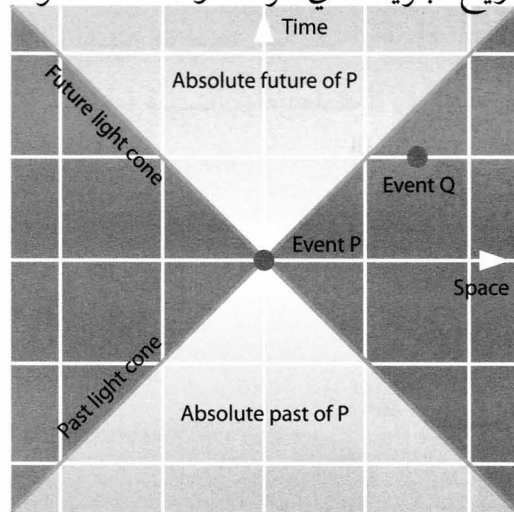 Time
Absolute future of P
Future light cone
Event Q
Event P
Space
Past light cone
Absolute past of P